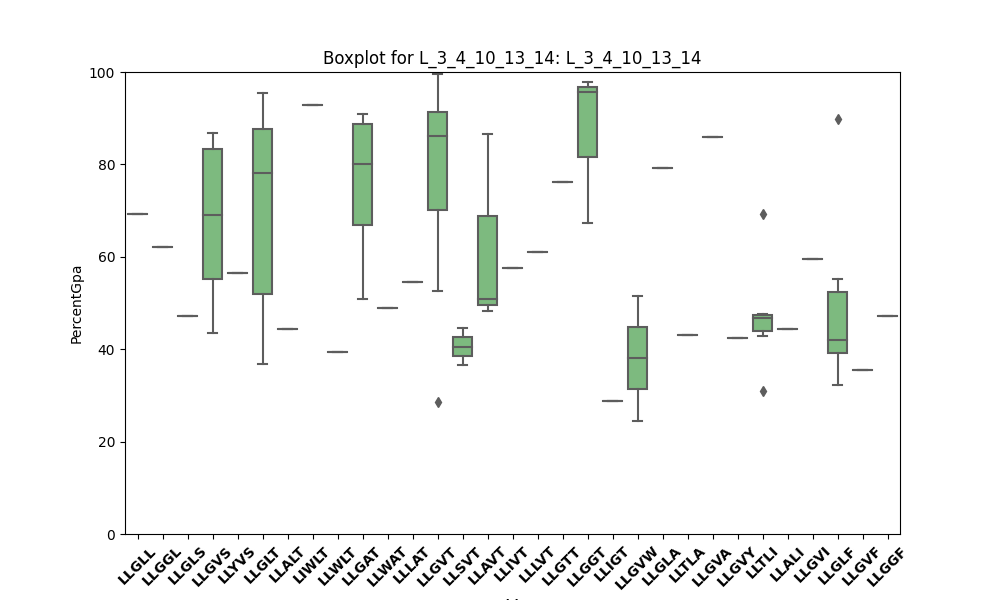 Boxplot for L_3_4_10_13_14: L_3_4_10_13_14
100
80
60
40
20
0
PercentGpa
LLGLL LLGGL LLGLS LLGVS LLYVS LLGLT LLALT LIWLT LLWLT LLGAT LLWAT LLLAT LLGVT LLSVT LLAVT LLIVT LLIVT LLGTT LLGGT LLIGT LLGVW LLGLA LLTLA LLGVA LLGVY LLTLI LLALI LLGVI LLGLF LLGVF LLGGF